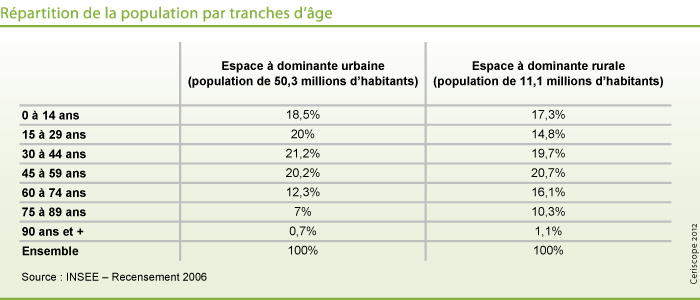 Répartition de la population par tranches d'âge
Espace à dominante urbaine Espace à dominante rurale
(population de 50,3 millions d'habitants) (population de 11,1 millions d'habitants)
0 à 14 ans 18,5% 17,3%
15 à 29 ans 20% 14,8%
30 à 44 ans 21,2% 19,7%
45 à 59 ans 20,2% 20,7%
60 à 74 ans 12,3% 16,1%
75 à 89 ans 7% 10,3%
90 ans et + 0,7% 1,1%
Ensemble 100% 100%
Source : INSEE – Recensement 2006
Ceriscope 2012